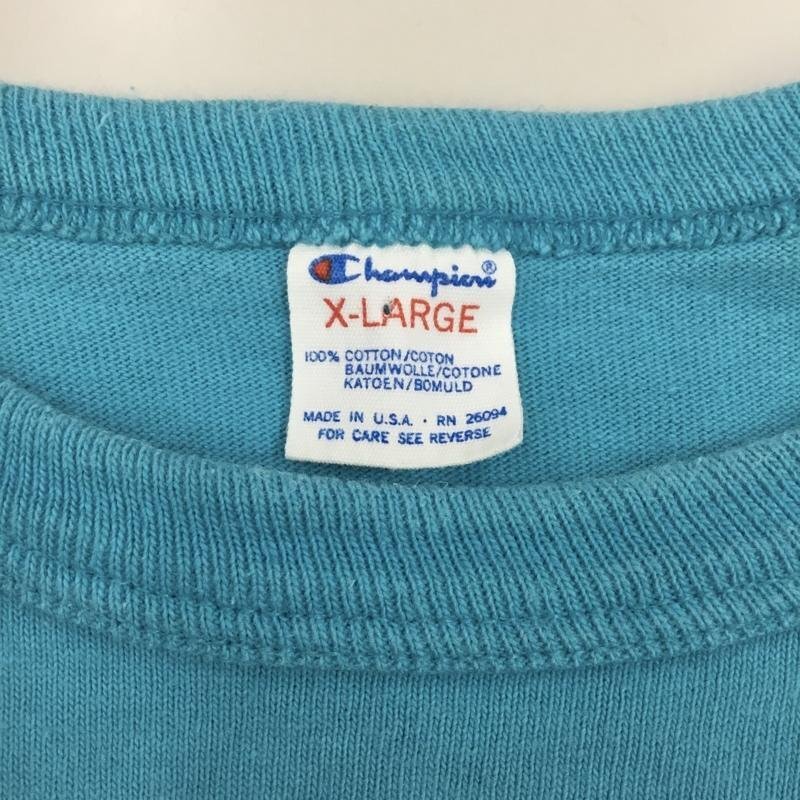 Champion®
X-LARGE
100% COTTON/COTON
BAUMWOLLE/COTONE
KATOEN/BOMULD
MADE IN U.S.A. · RN 26094
FOR CARE SEE REVERSE